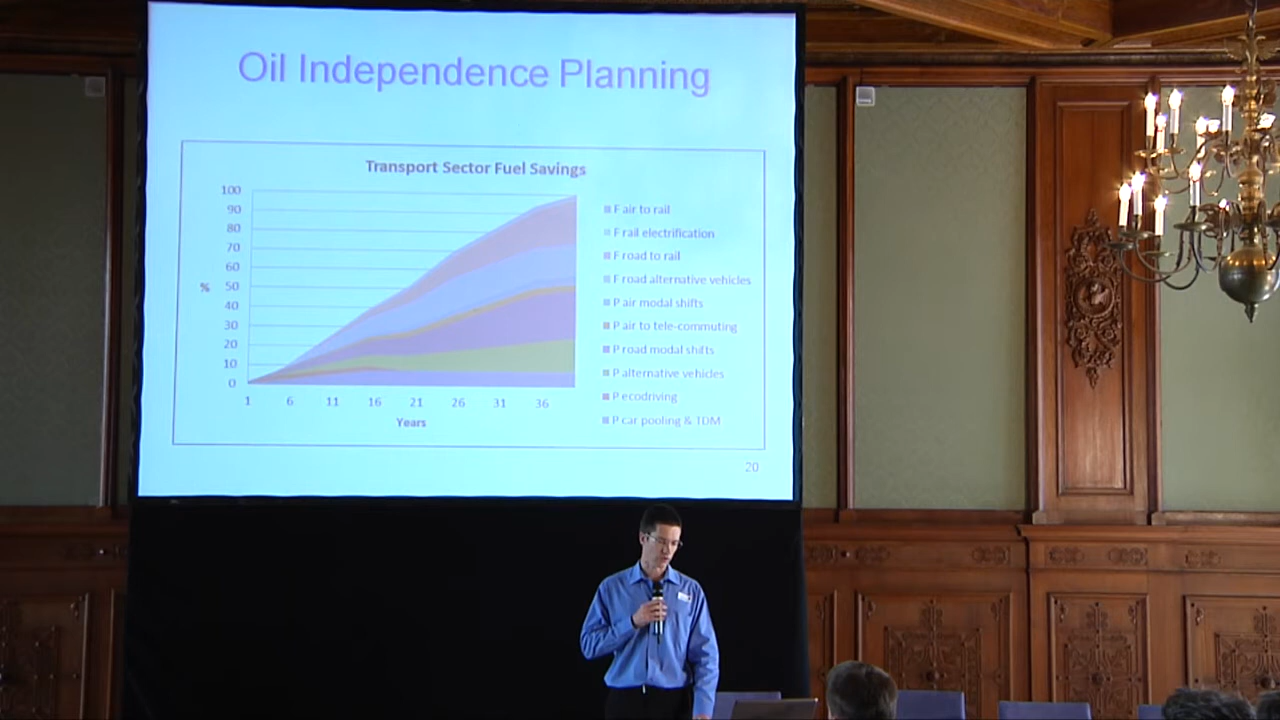 Oil Independence Planning
Transport Sector Fuel Savings
100
90
80
70
60
50
40
30
20
10
0
%
1 6 11 16 21 26 31 36
Years
F air to rail
F rail electrification
F road to rail
F road alternative vehicles
P air modal shifts
P air to tele-commuting
P road modal shifts
P alternative vehicles
P ecodriving
P car pooling & TDM
20